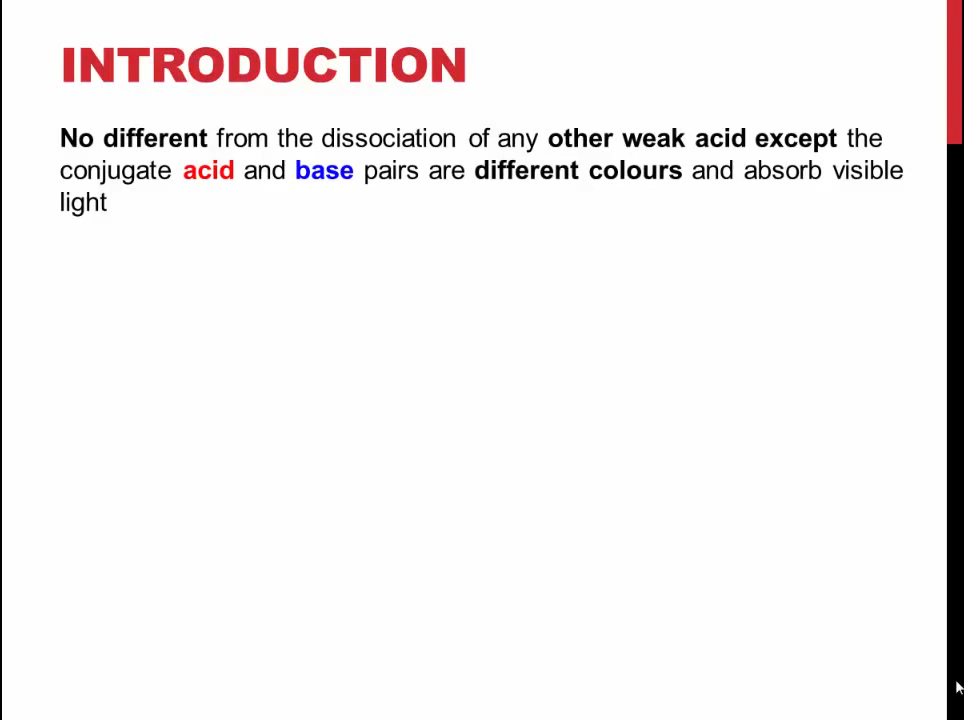 INTRODUCTION
No different from the dissociation of any other weak acid except the
conjugate acid and base pairs are different colours and absorb visible
light